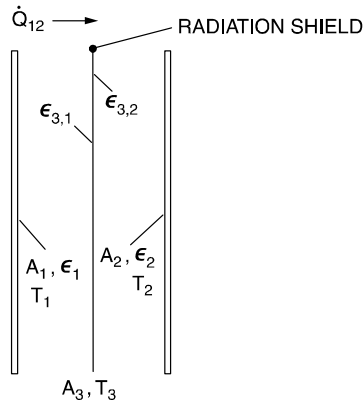 Q̇₁₂
RADIATION SHIELD
ϵ₃,₂
ϵ₃,₁
A₁, ϵ₁
T₁
A₂, ϵ₂
T₂
A₃, T₃